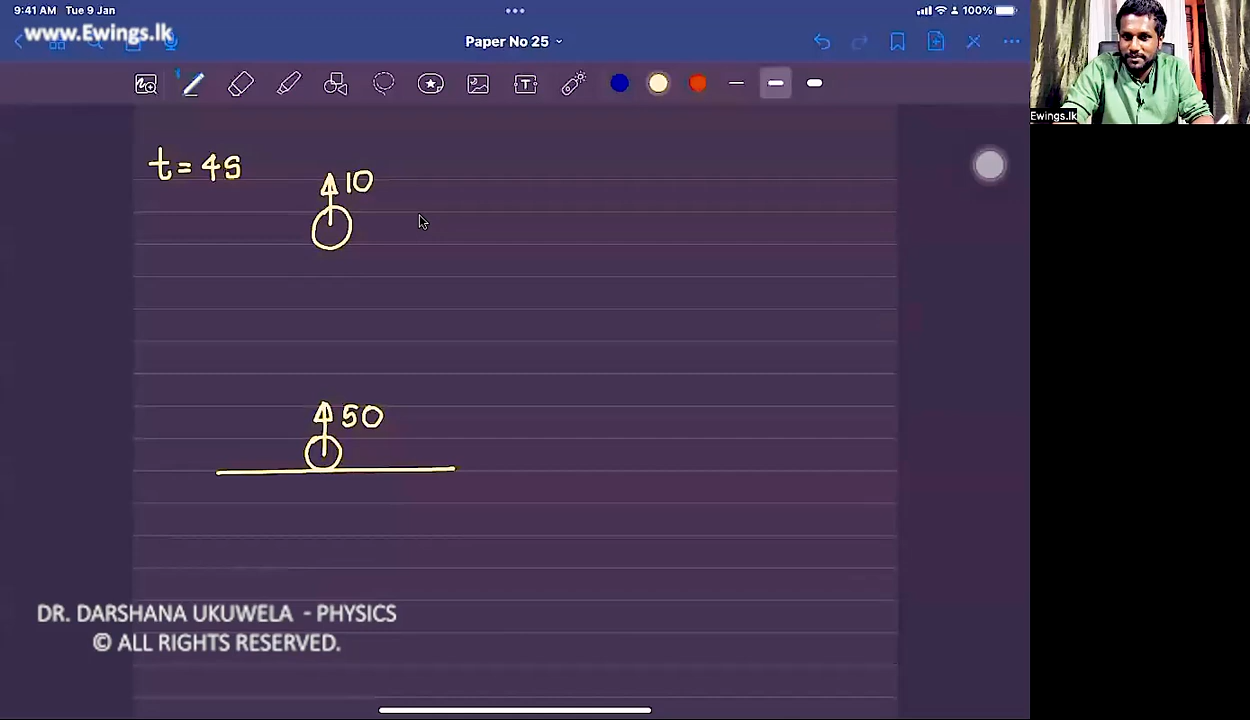 9:41 AM Tue 9 Jan
100%
www.Ewings.lk
Paper No 25
t = 4s
10
50
Ewings.lk
DR. DARSHANA UKUWELA - PHYSICS
© ALL RIGHTS RESERVED.